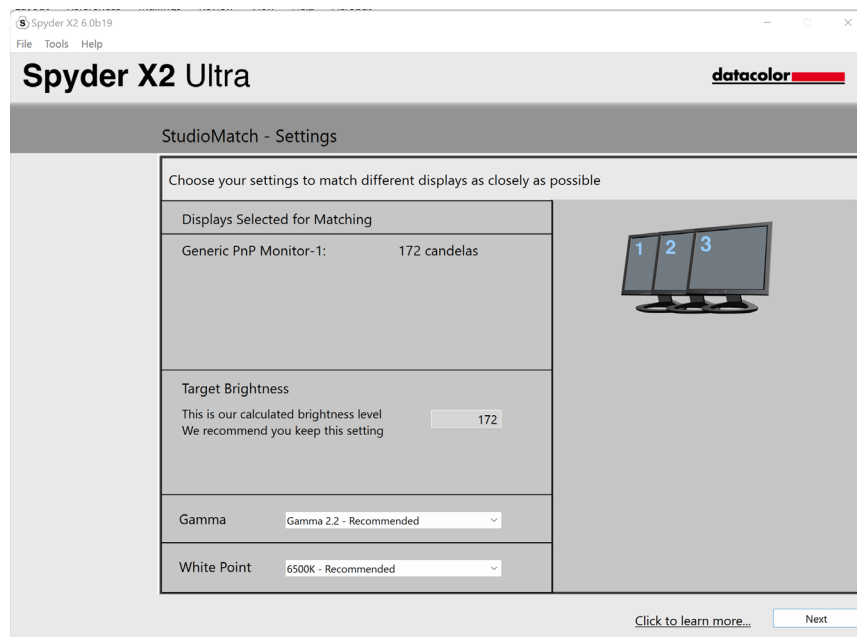 Spyder X2 6.0b19
File Tools Help
Spyder X2 Ultra
datacolor
StudioMatch - Settings
Choose your settings to match different displays as closely as possible
Displays Selected for Matching
Generic PnP Monitor-1: 172 candelas
1 2 3
Target Brightness
This is our calculated brightness level
We recommend you keep this setting
172
Gamma
Gamma 2.2 - Recommended
White Point
6500K - Recommended
Click to learn more...
Next